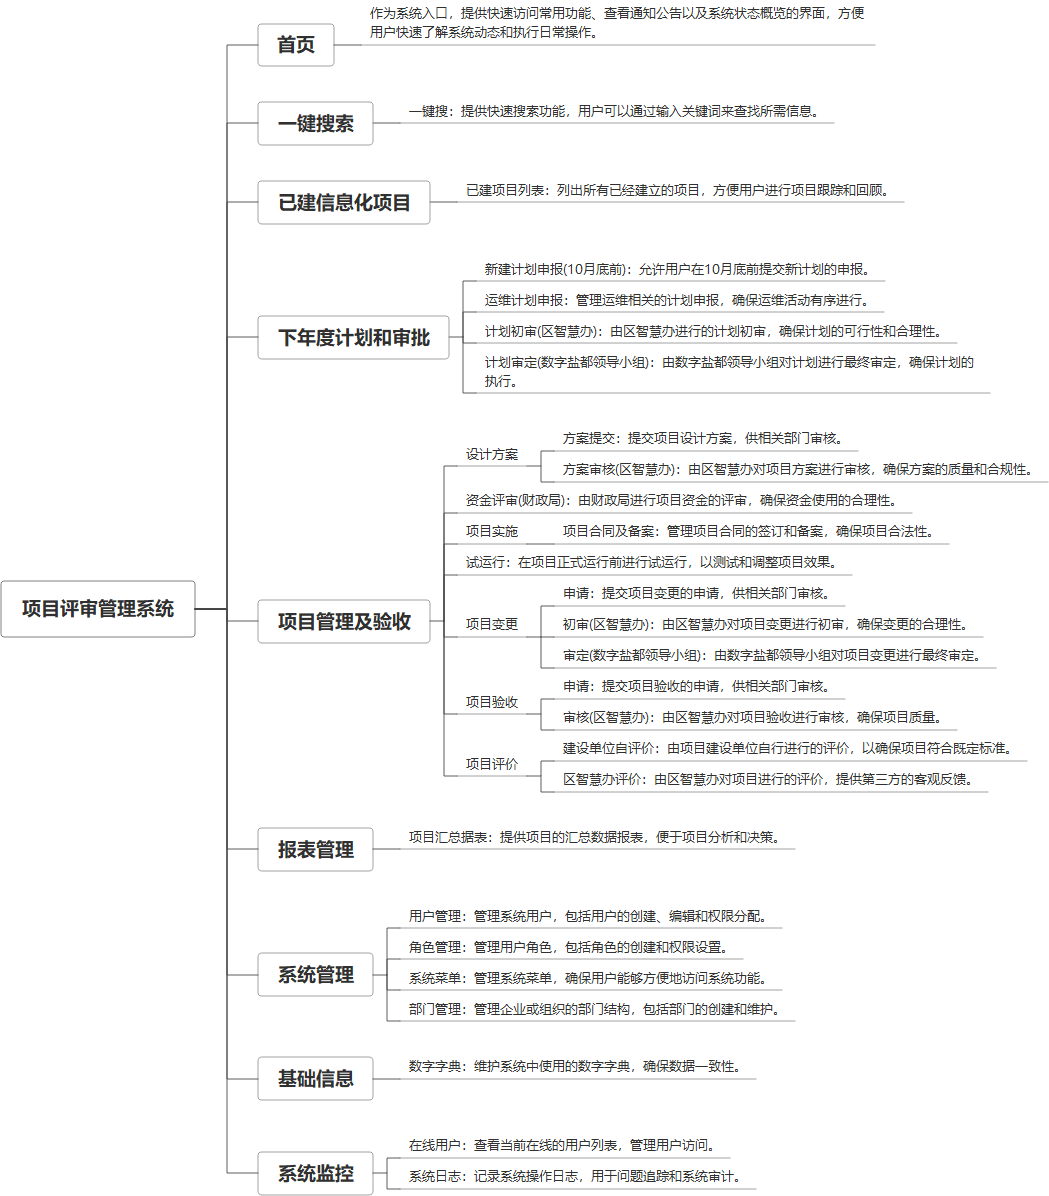 项目评审管理系统
首页
作为系统入口，提供快速访问常用功能、查看通知公告以及系统状态概览的界面，方便
用户快速了解系统动态和执行日常操作。
一键搜索
一键搜：提供快速搜索功能，用户可以通过输入关键词来查找所需信息。
已建信息化项目
已建项目列表：列出所有已经建立的项目，方便用户进行项目跟踪和回顾。
下年度计划和审批
新建计划申报(10月底前)：允许用户在10月底前提交新计划的申报。
运维计划申报：管理运维相关的计划申报，确保运维活动有序进行。
计划初审(区智慧办)：由区智慧办进行的计划初审，确保计划的可行性和合理性。
计划审定(数字盐都领导小组)：由数字盐都领导小组对计划进行最终审定，确保计划的
执行。
项目管理及验收
设计方案
方案提交：提交项目设计方案，供相关部门审核。
方案审核(区智慧办)：由区智慧办对项目方案进行审核，确保方案的质量和合规性。
资金评审(财政局)：由财政局进行项目资金的评审，确保资金使用的合理性。
项目实施
项目合同及备案：管理项目合同的签订和备案，确保项目合法性。
试运行：在项目正式运行前进行试运行，以测试和调整项目效果。
项目变更
申请：提交项目变更的申请，供相关部门审核。
初审(区智慧办)：由区智慧办对项目变更进行初审，确保变更的合理性。
审定(数字盐都领导小组)：由数字盐都领导小组对项目变更进行最终审定。
项目验收
申请：提交项目验收的申请，供相关部门审核。
审核(区智慧办)：由区智慧办对项目验收进行审核，确保项目质量。
项目评价
建设单位自评价：由项目建设单位自行进行的评价，以确保项目符合既定标准。
区智慧办评价：由区智慧办对项目进行的评价，提供第三方的客观反馈。
报表管理
项目汇总据表：提供项目的汇总数据报表，便于项目分析和决策。
系统管理
用户管理：管理系统用户，包括用户的创建、编辑和权限分配。
角色管理：管理用户角色，包括角色的创建和权限设置。
系统菜单：管理系统菜单，确保用户能够方便地访问系统功能。
部门管理：管理企业或组织的部门结构，包括部门的创建和维护。
基础信息
数字字典：维护系统中使用的数字字典，确保数据一致性。
系统监控
在线用户：查看当前在线的用户列表，管理用户访问。
系统日志：记录系统操作日志，用于问题追踪和系统审计。